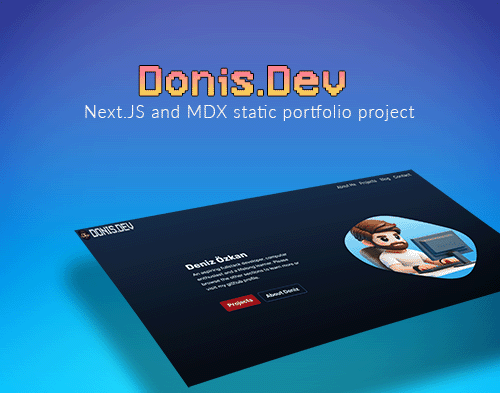 Donis.Dev
Next.JS and MDX static portfolio project
About Me Projects Blog Contact
DONIS.DEV
Deniz Özkan
An aspiring fullstack developer, computer
enthusiast and a lifelong learner. Please
browse the other sections to learn more or
visit my github profile.
Projects About Deniz